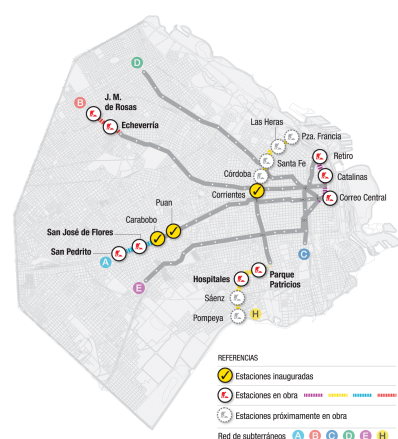 D
B
J. M.
de Rosas
Echeverría
Las Heras
Pza. Francia
Santa Fe
Retiro
Córdoba
Catalinas
Corrientes
Correo Central
Puan
Carabobo
San José de Flores
San Pedrito
A
C
E
Hospitales
Parque
Patricios
Sáenz
Pompeya
H
REFERENCIAS
Estaciones inauguradas
Estaciones en obra
Estaciones próximamente en obra
Red de subterráneos A B C D E H